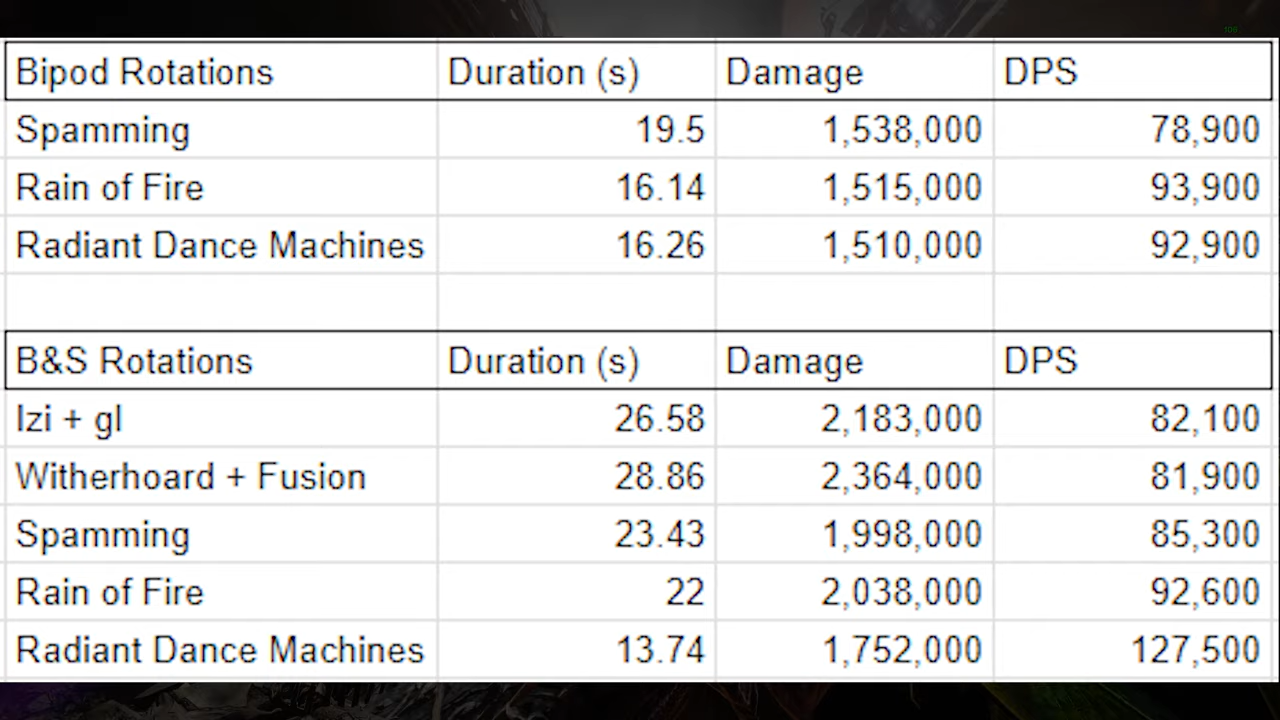 100
Bipod Rotations Duration (s) Damage DPS
Spamming 19.5 1,538,000 78,900
Rain of Fire 16.14 1,515,000 93,900
Radiant Dance Machines 16.26 1,510,000 92,900
B&S Rotations Duration (s) Damage DPS
Izi + gl 26.58 2,183,000 82,100
Witherhoard + Fusion 28.86 2,364,000 81,900
Spamming 23.43 1,998,000 85,300
Rain of Fire 22 2,038,000 92,600
Radiant Dance Machines 13.74 1,752,000 127,500